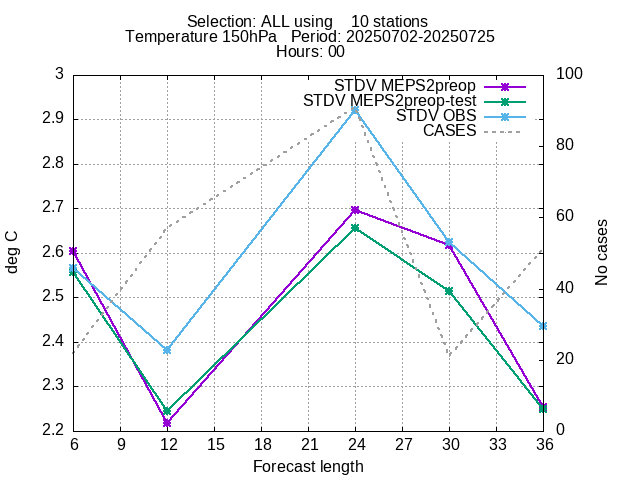 Selection: ALL using    10 stations
Temperature 150hPa   Period: 20250702-20250725
Hours: 00
STDV MEPS2preop
STDV MEPS2preop-test
STDV OBS
CASES
3
2.9
2.8
2.7
2.6
2.5
2.4
2.3
2.2
deg C
100
80
60
40
20
0
No cases
6 9 12 15 18 21 24 27 30 33 36
Forecast length